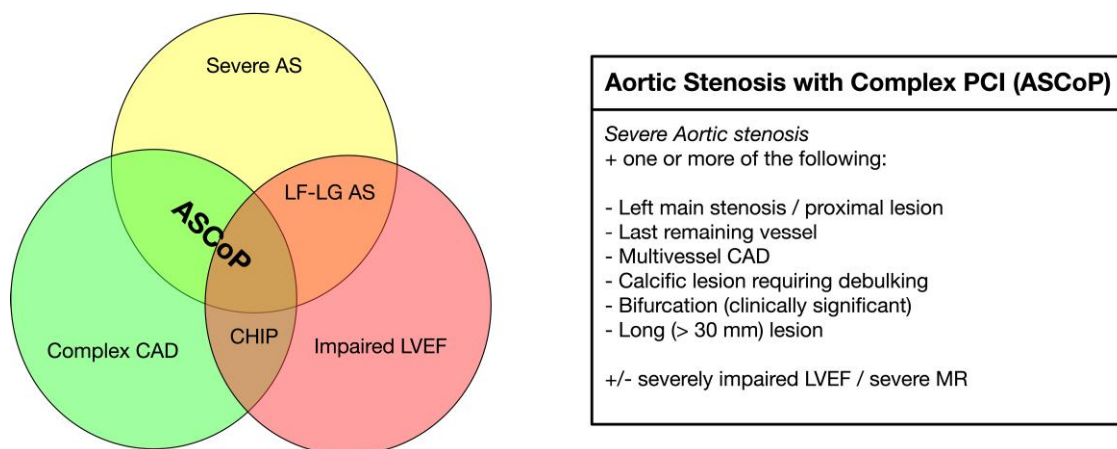 Severe AS
LF-LG AS
ASCoP
CHIP
Complex CAD
Impaired LVEF
Aortic Stenosis with Complex PCI (ASCoP)
Severe Aortic stenosis
+ one or more of the following:
- Left main stenosis / proximal lesion
- Last remaining vessel
- Multivessel CAD
- Calcific lesion requiring debulking
- Bifurcation (clinically significant)
- Long (> 30 mm) lesion
+/- severely impaired LVEF / severe MR